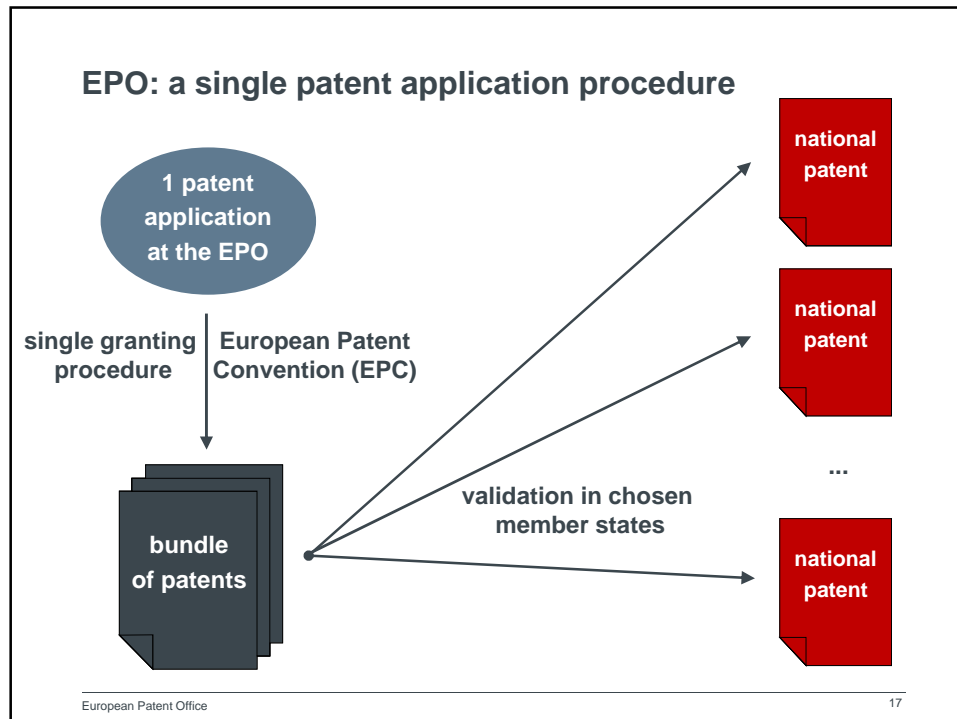 EPO: a single patent application procedure
1 patent
application
at the EPO
single granting
procedure
European Patent
Convention (EPC)
bundle
of patents
validation in chosen
member states
national
patent
national
patent
...
national
patent
European Patent Office
17